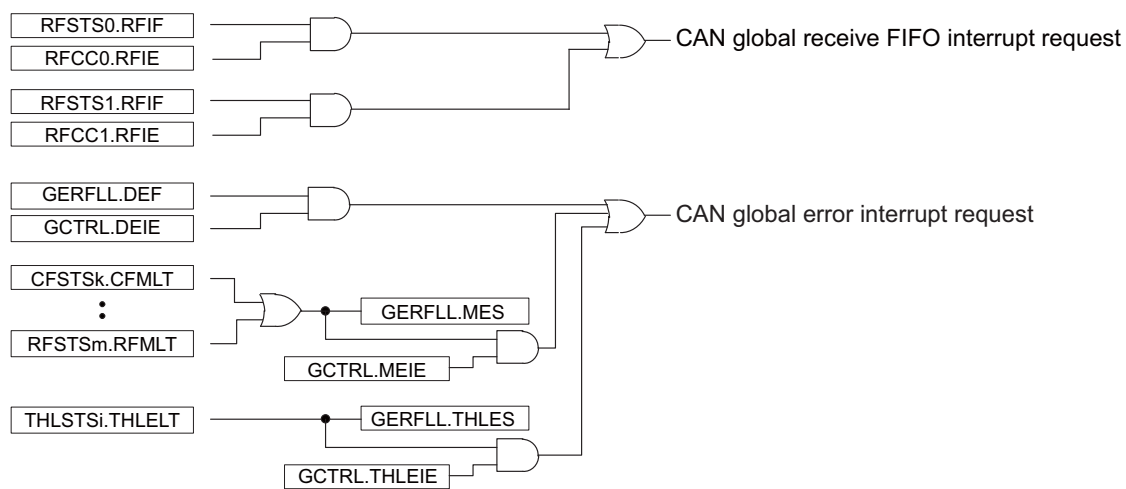 RFSTS0.RFIF
RFCC0.RFIE
CAN global receive FIFO interrupt request
RFSTS1.RFIF
RFCC1.RFIE
GERFLL.DEF
GCTRL.DEIE
CAN global error interrupt request
CFSTSk.CFMLT
GERFLL.MES
RFSTSm.RFMLT
GCTRL.MEIE
THLSTSi.THLELT
GERFLL.THLES
GCTRL.THLEIE